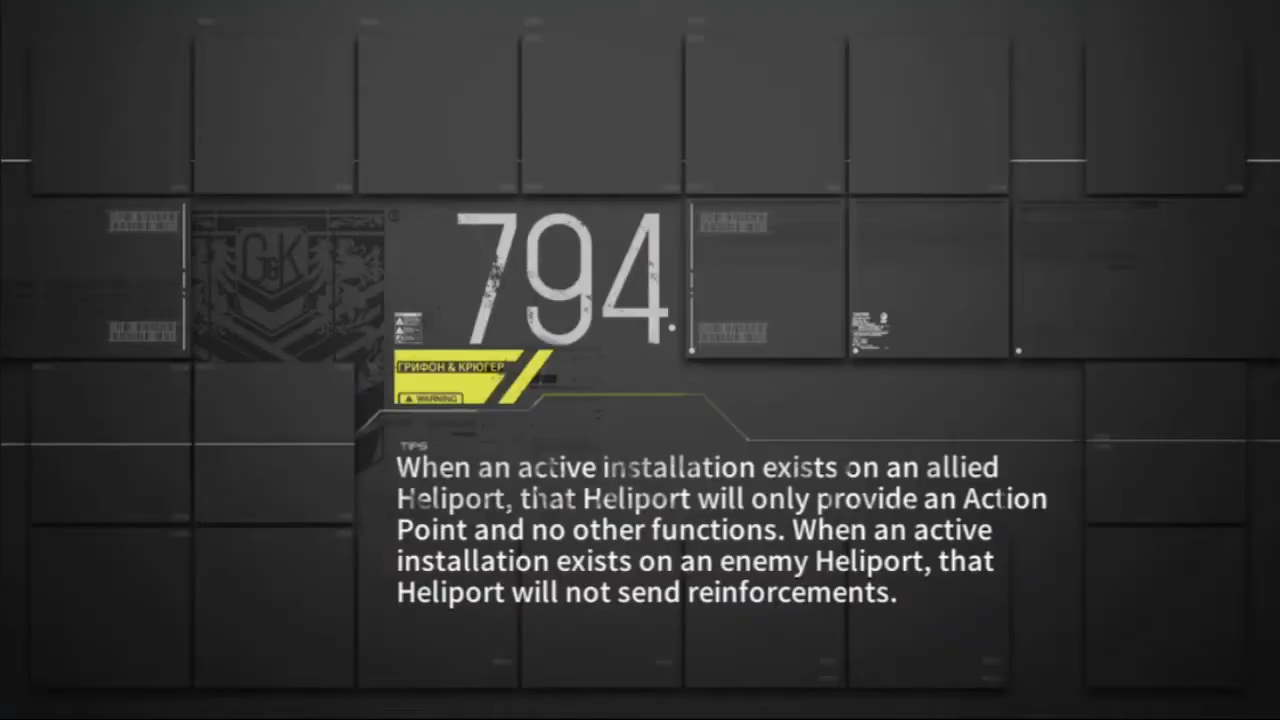 G&K
794.
ГРИФОН & КРЮГЕР
WARNING
TIPS
When an active installation exists on an allied
Heliport, that Heliport will only provide an Action
Point and no other functions. When an active
installation exists on an enemy Heliport, that
Heliport will not send reinforcements.